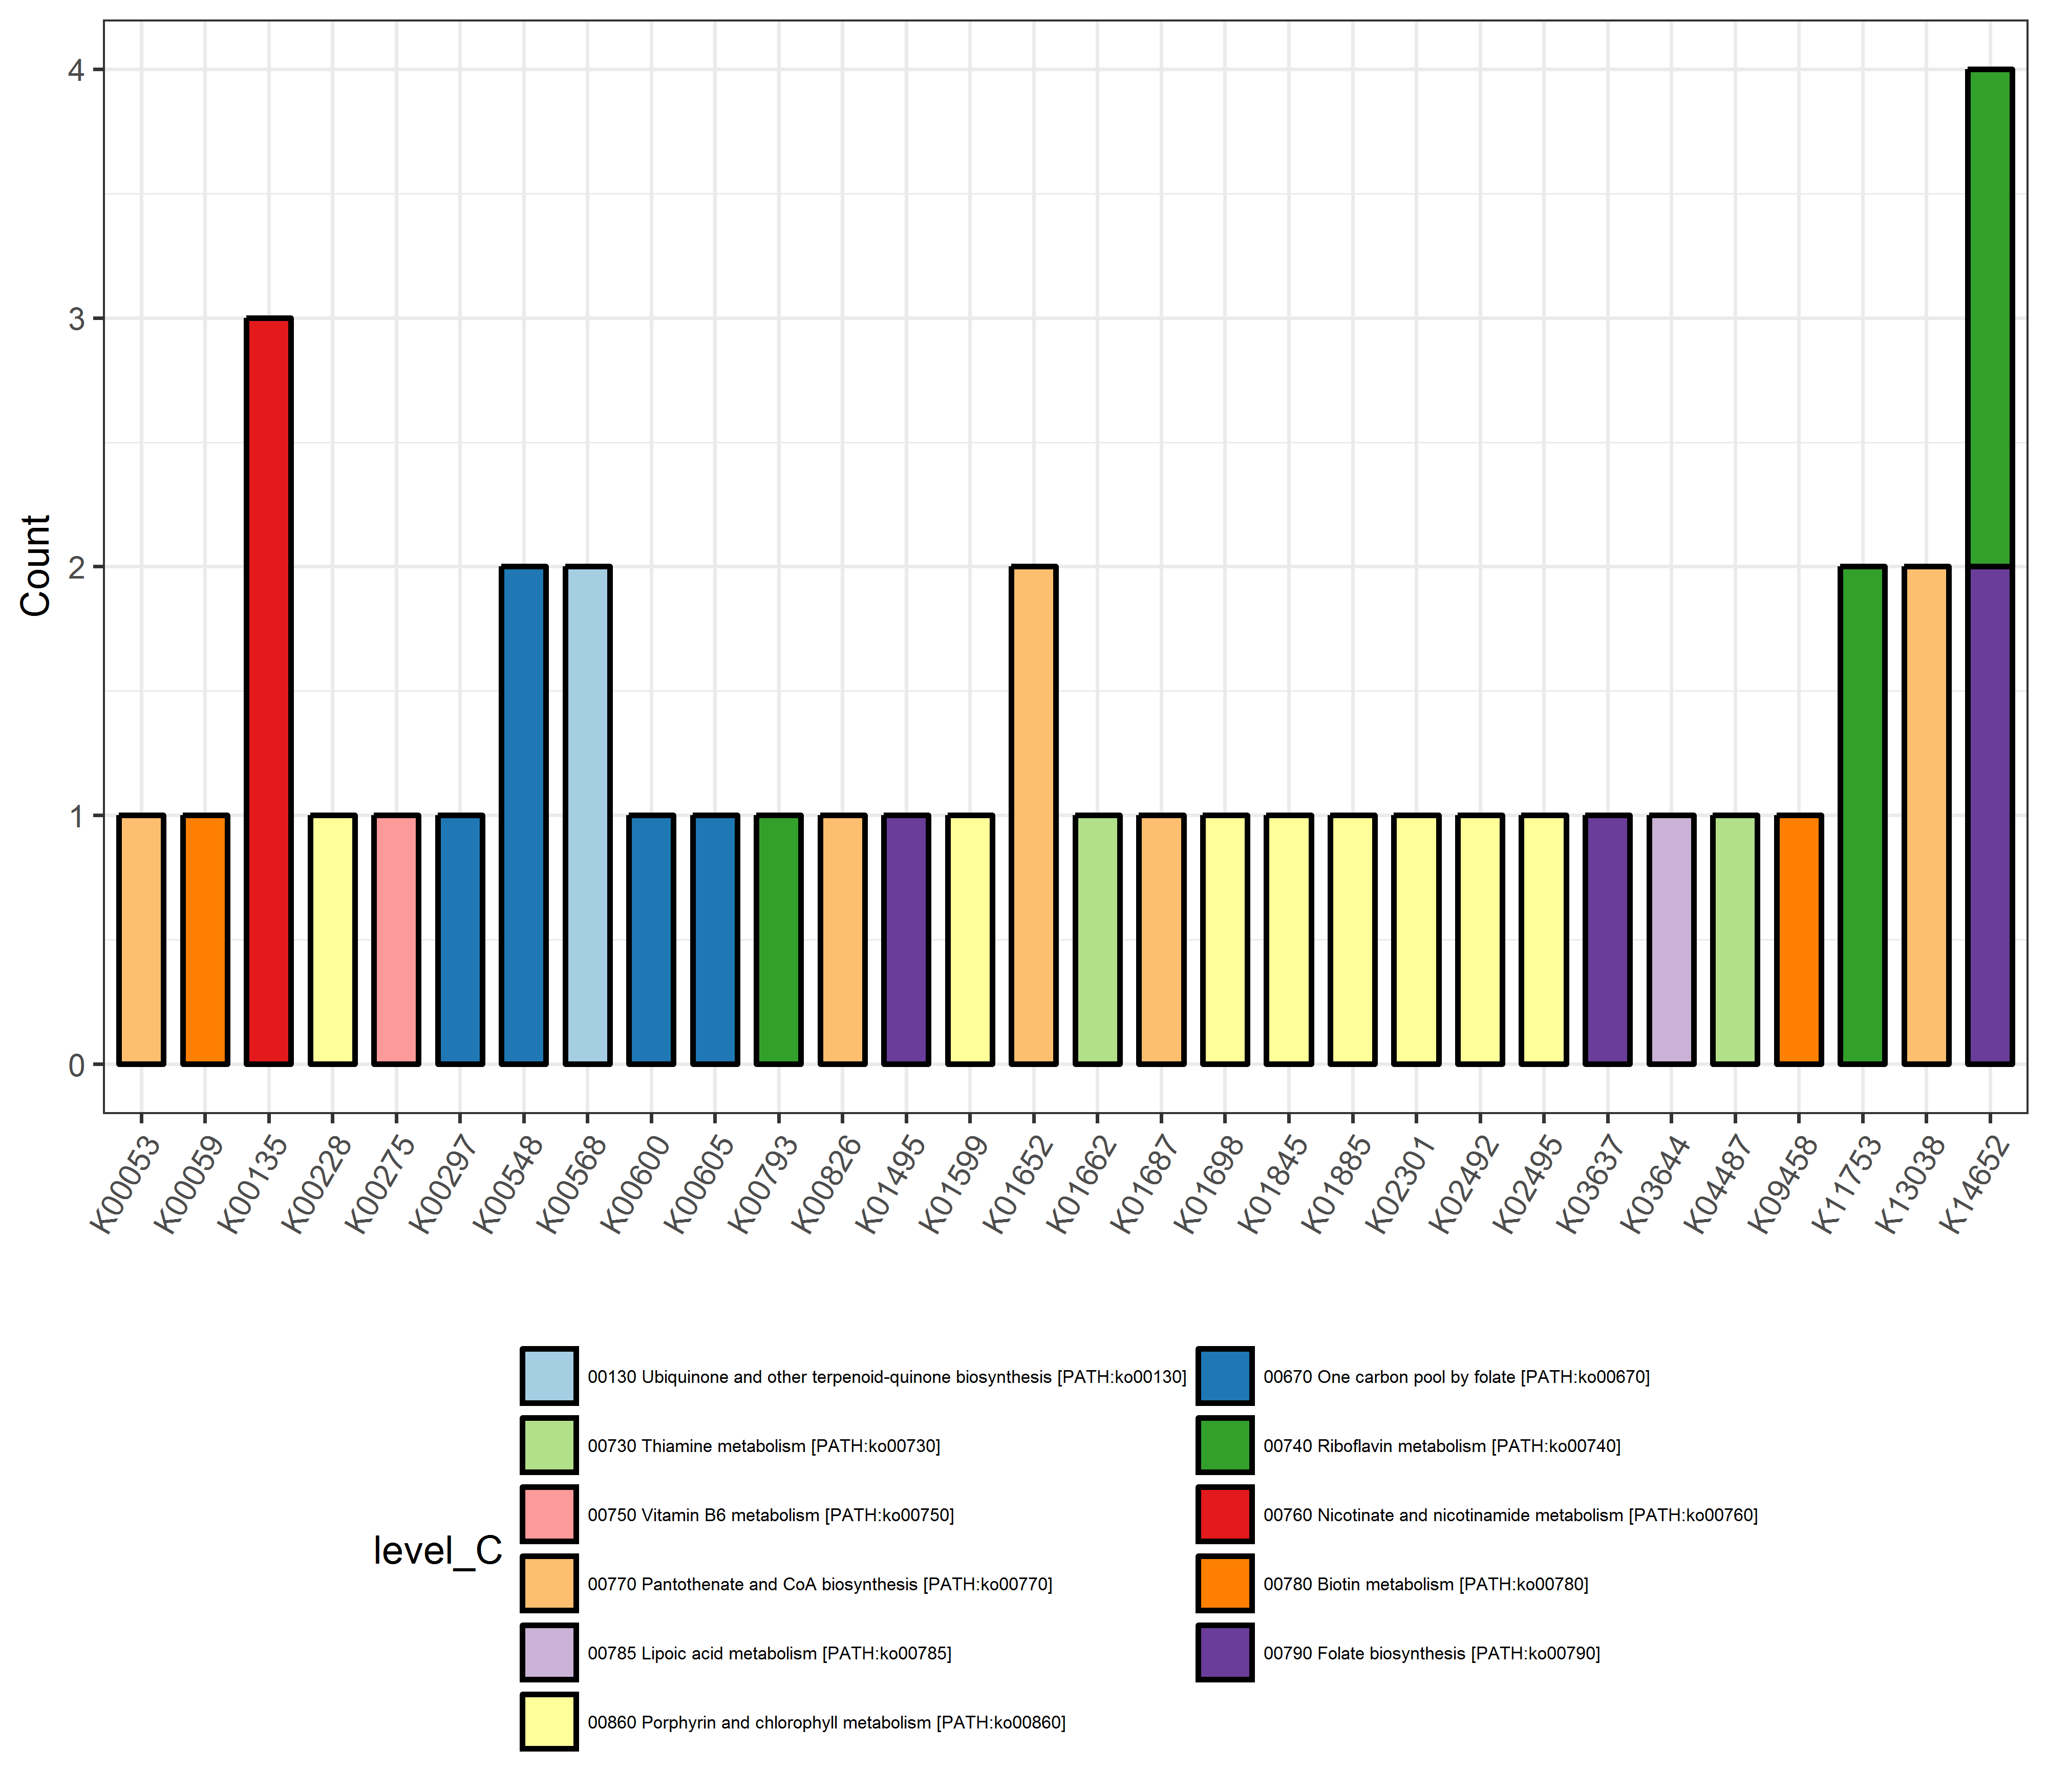 4
3
2
1
0
Count
K00053
K00059
K00135
K00228
K00275
K00297
K00548
K00568
K00600
K00605
K00793
K00826
K01495
K01599
K01652
K01662
K01687
K01698
K01845
K01885
K02301
K02492
K02495
K03637
K03644
K04487
K09458
K11753
K13038
K14652
level_C
00130 Ubiquinone and other terpenoid-quinone biosynthesis [PATH:ko00130]
00730 Thiamine metabolism [PATH:ko00730]
00750 Vitamin B6 metabolism [PATH:ko00750]
00770 Pantothenate and CoA biosynthesis [PATH:ko00770]
00785 Lipoic acid metabolism [PATH:ko00785]
00860 Porphyrin and chlorophyll metabolism [PATH:ko00860]
00670 One carbon pool by folate [PATH:ko00670]
00740 Riboflavin metabolism [PATH:ko00740]
00760 Nicotinate and nicotinamide metabolism [PATH:ko00760]
00780 Biotin metabolism [PATH:ko00780]
00790 Folate biosynthesis [PATH:ko00790]